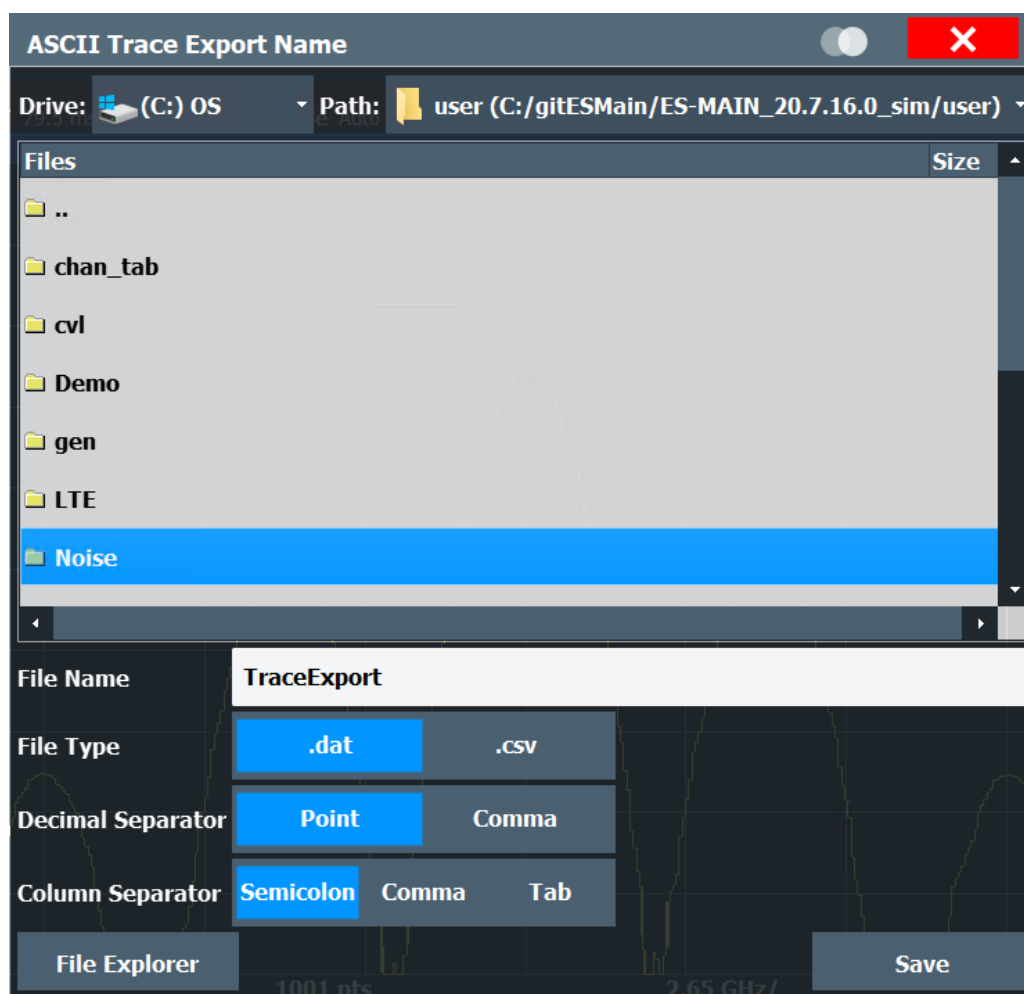 ASCII Trace Export Name
Drive: (C:) OS Path: user (C:/gitESMain/ES-MAIN_20.7.16.0_sim/user)
Files Size
..
chan_tab
cvl
Demo
gen
LTE
Noise
File Name TraceExport
File Type .dat .csv
Decimal Separator Point Comma
Column Separator Semicolon Comma Tab
File Explorer Save
1001 pts 2.65 GHz/